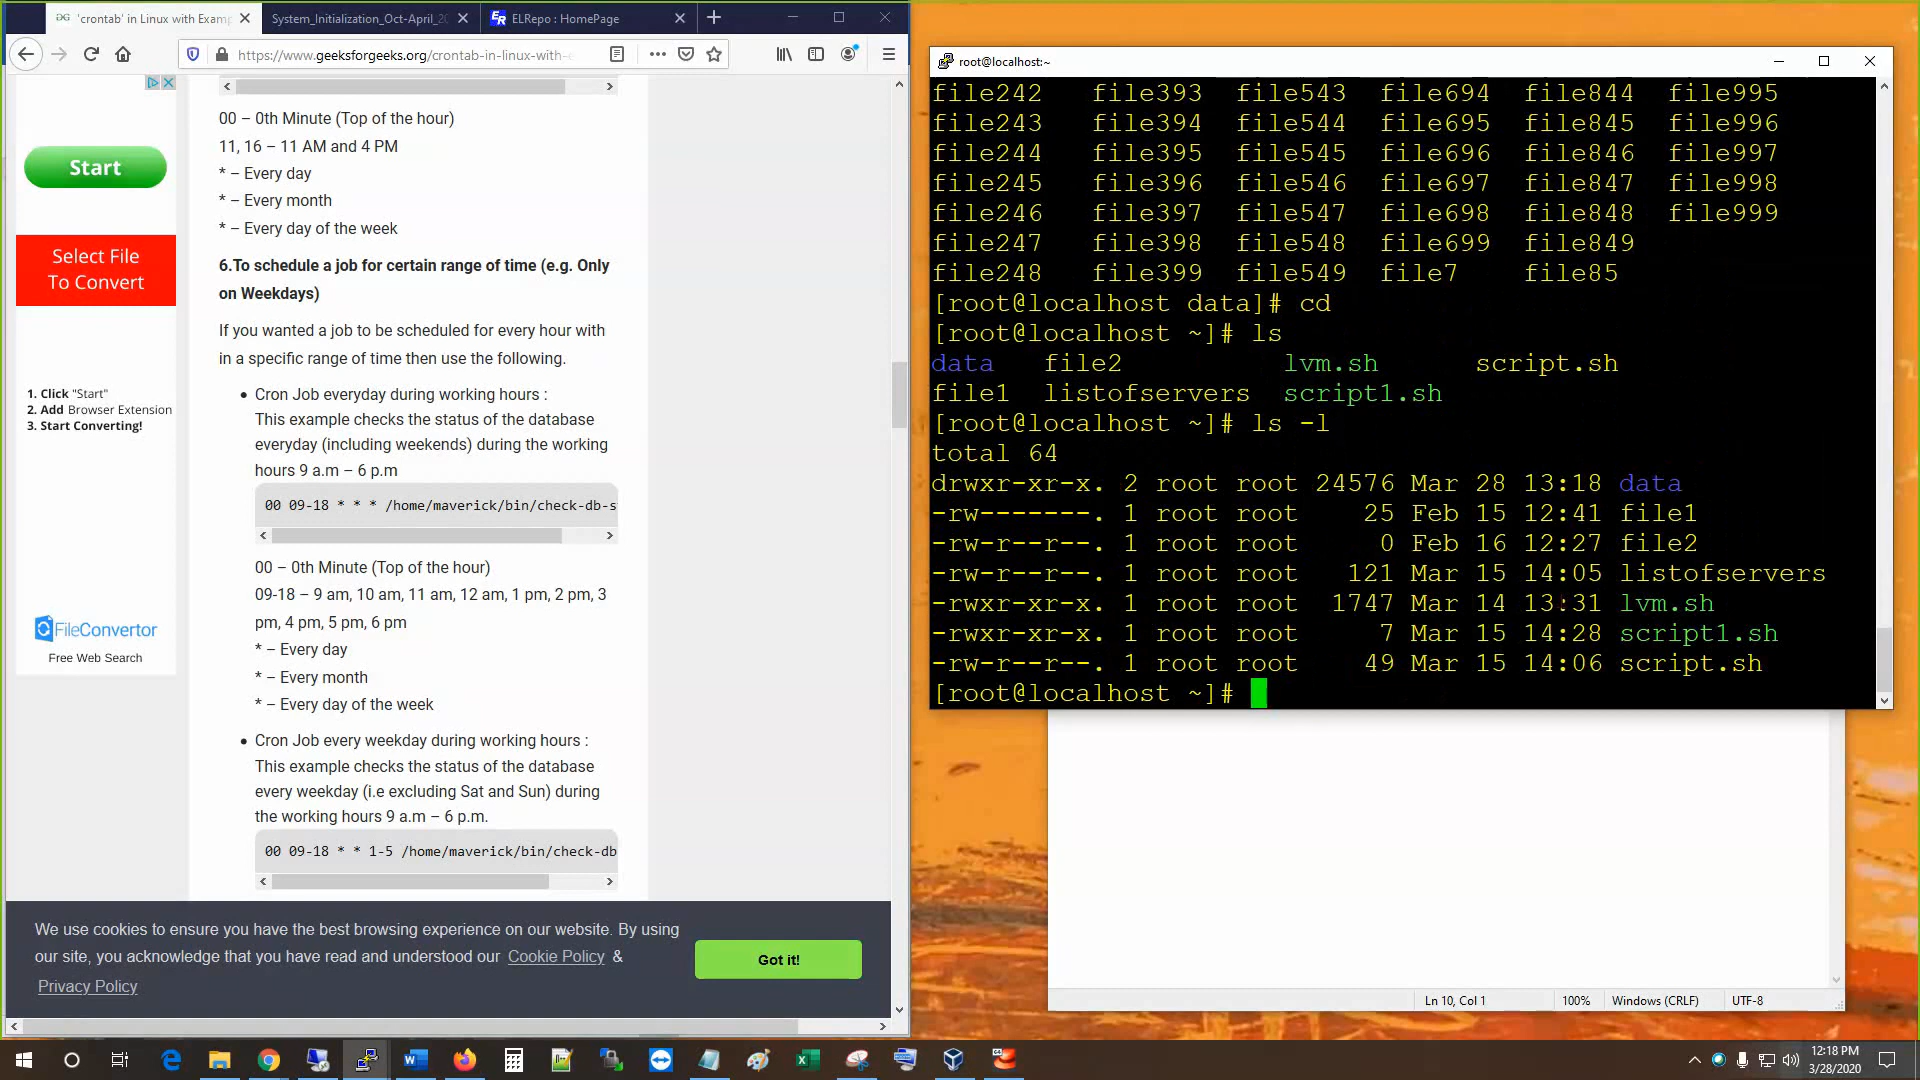 'crontab' in Linux with Examp
System_Initialization_Oct-April_20
ELRepo : HomePage
https://www.geeksforgeeks.org/crontab-in-linux-with-e
Start
Select File
To Convert
1. Click "Start"
2. Add Browser Extension
3. Start Converting!
FileConvertor
Free Web Search
00 – 0th Minute (Top of the hour)
11, 16 – 11 AM and 4 PM
* – Every day
* – Every month
* – Every day of the week
6.To schedule a job for certain range of time (e.g. Only
on Weekdays)
If you wanted a job to be scheduled for every hour with
in a specific range of time then use the following.
Cron Job everyday during working hours :
This example checks the status of the database
everyday (including weekends) during the working
hours 9 a.m – 6 p.m
00 09-18 * * * /home/maverick/bin/check-db-s
00 – 0th Minute (Top of the hour)
09-18 – 9 am, 10 am, 11 am, 12 am, 1 pm, 2 pm, 3
pm, 4 pm, 5 pm, 6 pm
* – Every day
* – Every month
* – Every day of the week
Cron Job every weekday during working hours :
This example checks the status of the database
every weekday (i.e excluding Sat and Sun) during
the working hours 9 a.m – 6 p.m.
00 09-18 * * 1-5 /home/maverick/bin/check-db
We use cookies to ensure you have the best browsing experience on our website. By using
our site, you acknowledge that you have read and understood our Cookie Policy &
Privacy Policy
Got it!
root@localhost:~
file242 file393 file543 file694 file844 file995
file243 file394 file544 file695 file845 file996
file244 file395 file545 file696 file846 file997
file245 file396 file546 file697 file847 file998
file246 file397 file547 file698 file848 file999
file247 file398 file548 file699 file849
file248 file399 file549 file7 file85
[root@localhost data]# cd
[root@localhost ~]# ls
data file2 lvm.sh script.sh
file1 listofservers script1.sh
[root@localhost ~]# ls -l
total 64
drwxr-xr-x. 2 root root 24576 Mar 28 13:18 data
-rw-------. 1 root root 25 Feb 15 12:41 file1
-rw-r--r--. 1 root root 0 Feb 16 12:27 file2
-rw-r--r--. 1 root root 121 Mar 15 14:05 listofservers
-rwxr-xr-x. 1 root root 1747 Mar 14 13:31 lvm.sh
-rwxr-xr-x. 1 root root 7 Mar 15 14:28 script1.sh
-rw-r--r--. 1 root root 49 Mar 15 14:06 script.sh
[root@localhost ~]#
Ln 10, Col 1 100% Windows (CRLF) UTF-8
12:18 PM
3/28/2020